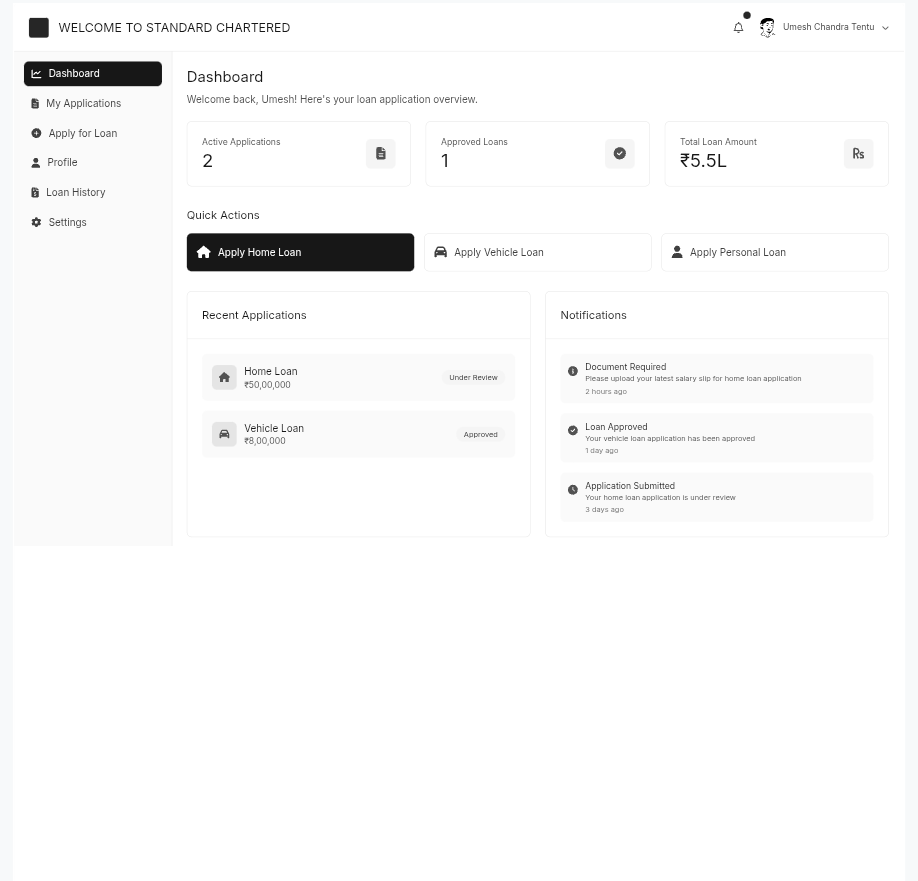 WELCOME TO STANDARD CHARTERED
Umesh Chandra Tentu
Dashboard
My Applications
Apply for Loan
Profile
Loan History
Settings
Dashboard
Welcome back, Umesh! Here's your loan application overview.
Active Applications
2
Approved Loans
1
Total Loan Amount
₹5.5L
Rs
Quick Actions
Apply Home Loan
Apply Vehicle Loan
Apply Personal Loan
Recent Applications
Home Loan
₹50,00,000
Under Review
Vehicle Loan
₹8,00,000
Approved
Notifications
Document Required
Please upload your latest salary slip for home loan application
2 hours ago
Loan Approved
Your vehicle loan application has been approved
1 day ago
Application Submitted
Your home loan application is under review
3 days ago